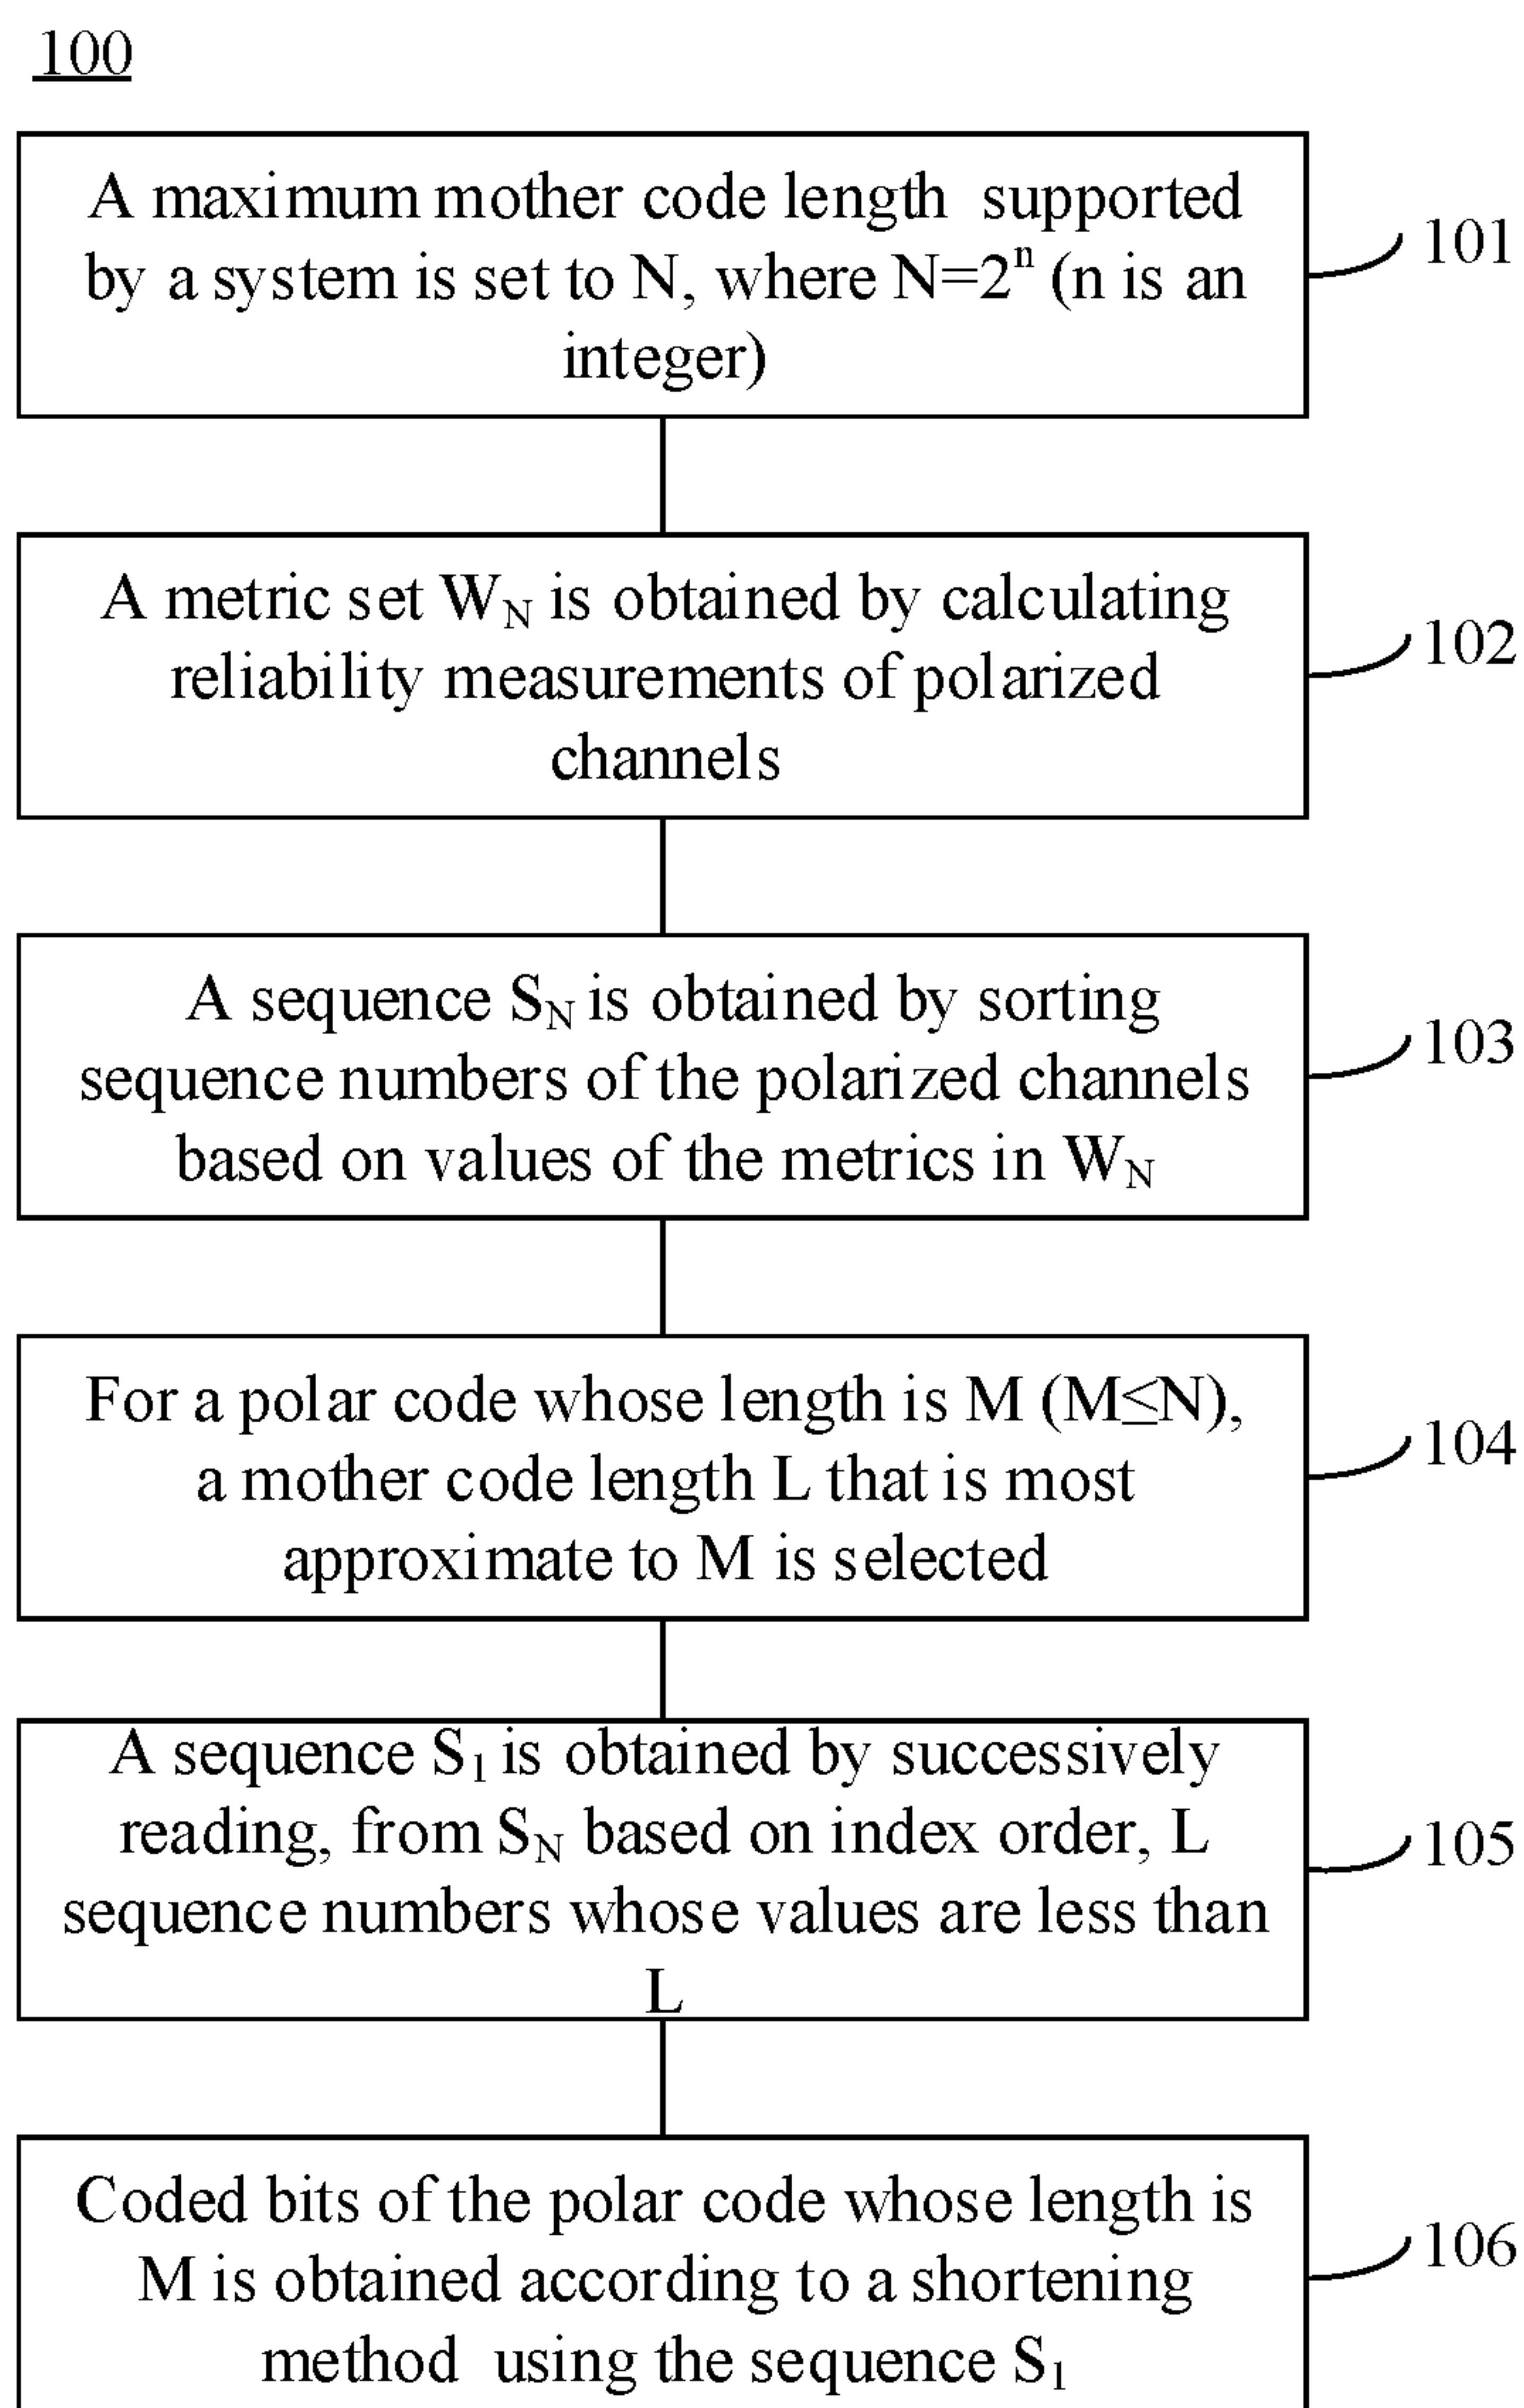 100
A maximum mother code length supported
by a system is set to N, where N=2ⁿ (n is an
integer)
101
A metric set W_N is obtained by calculating
reliability measurements of polarized
channels
102
A sequence S_N is obtained by sorting
sequence numbers of the polarized channels
based on values of the metrics in W_N
103
For a polar code whose length is M (M≤N),
a mother code length L that is most
approximate to M is selected
104
A sequence S₁ is obtained by successively
reading, from S_N based on index order, L
sequence numbers whose values are less than
L
105
Coded bits of the polar code whose length is
M is obtained according to a shortening
method using the sequence S₁
106